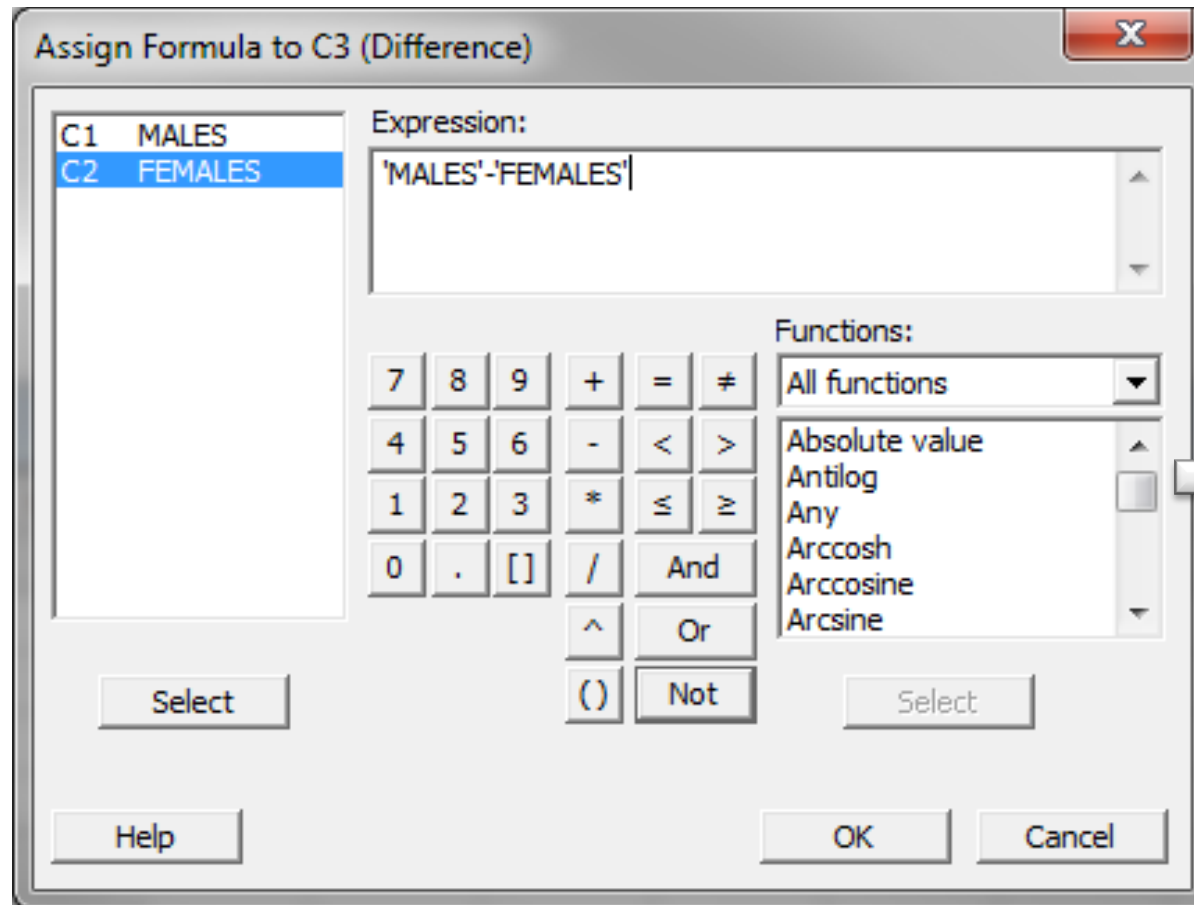 Assign Formula to C3 (Difference)
X
C1 MALES
C2 FEMALES
Expression:
'MALES'-'FEMALES'
Functions:
All functions
7 8 9 + = ≠
4 5 6 - < >
1 2 3 * ≤ ≥
0 . [] / And
^ Or
() Not
Absolute value
Antilog
Any
Arccosh
Arccosine
Arcsine
Select
Select
Help
OK
Cancel